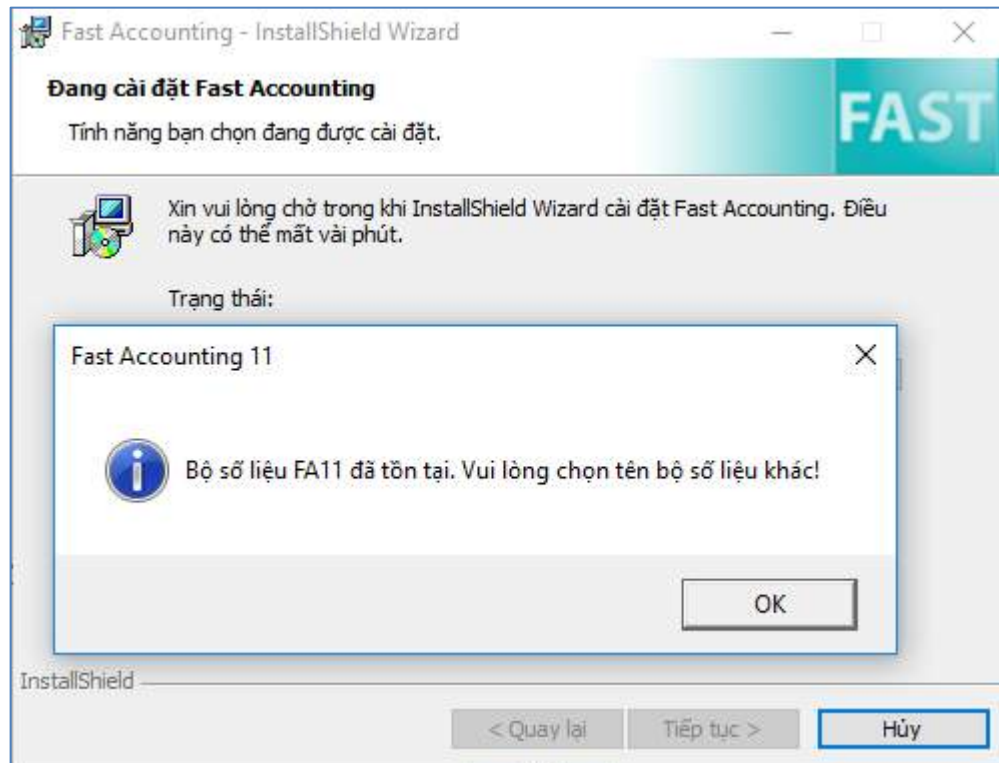 Fast Accounting - InstallShield Wizard
Đang cài đặt Fast Accounting
Tính năng bạn chọn đang được cài đặt.
FAST
Xin vui lòng chờ trong khi InstallShield Wizard cài đặt Fast Accounting. Điều
này có thể mất vài phút.
Trạng thái:
Fast Accounting 11
Bộ số liệu FA11 đã tồn tại. Vui lòng chọn tên bộ số liệu khác!
OK
InstallShield
< Quay lại
Tiếp tục >
Hủy